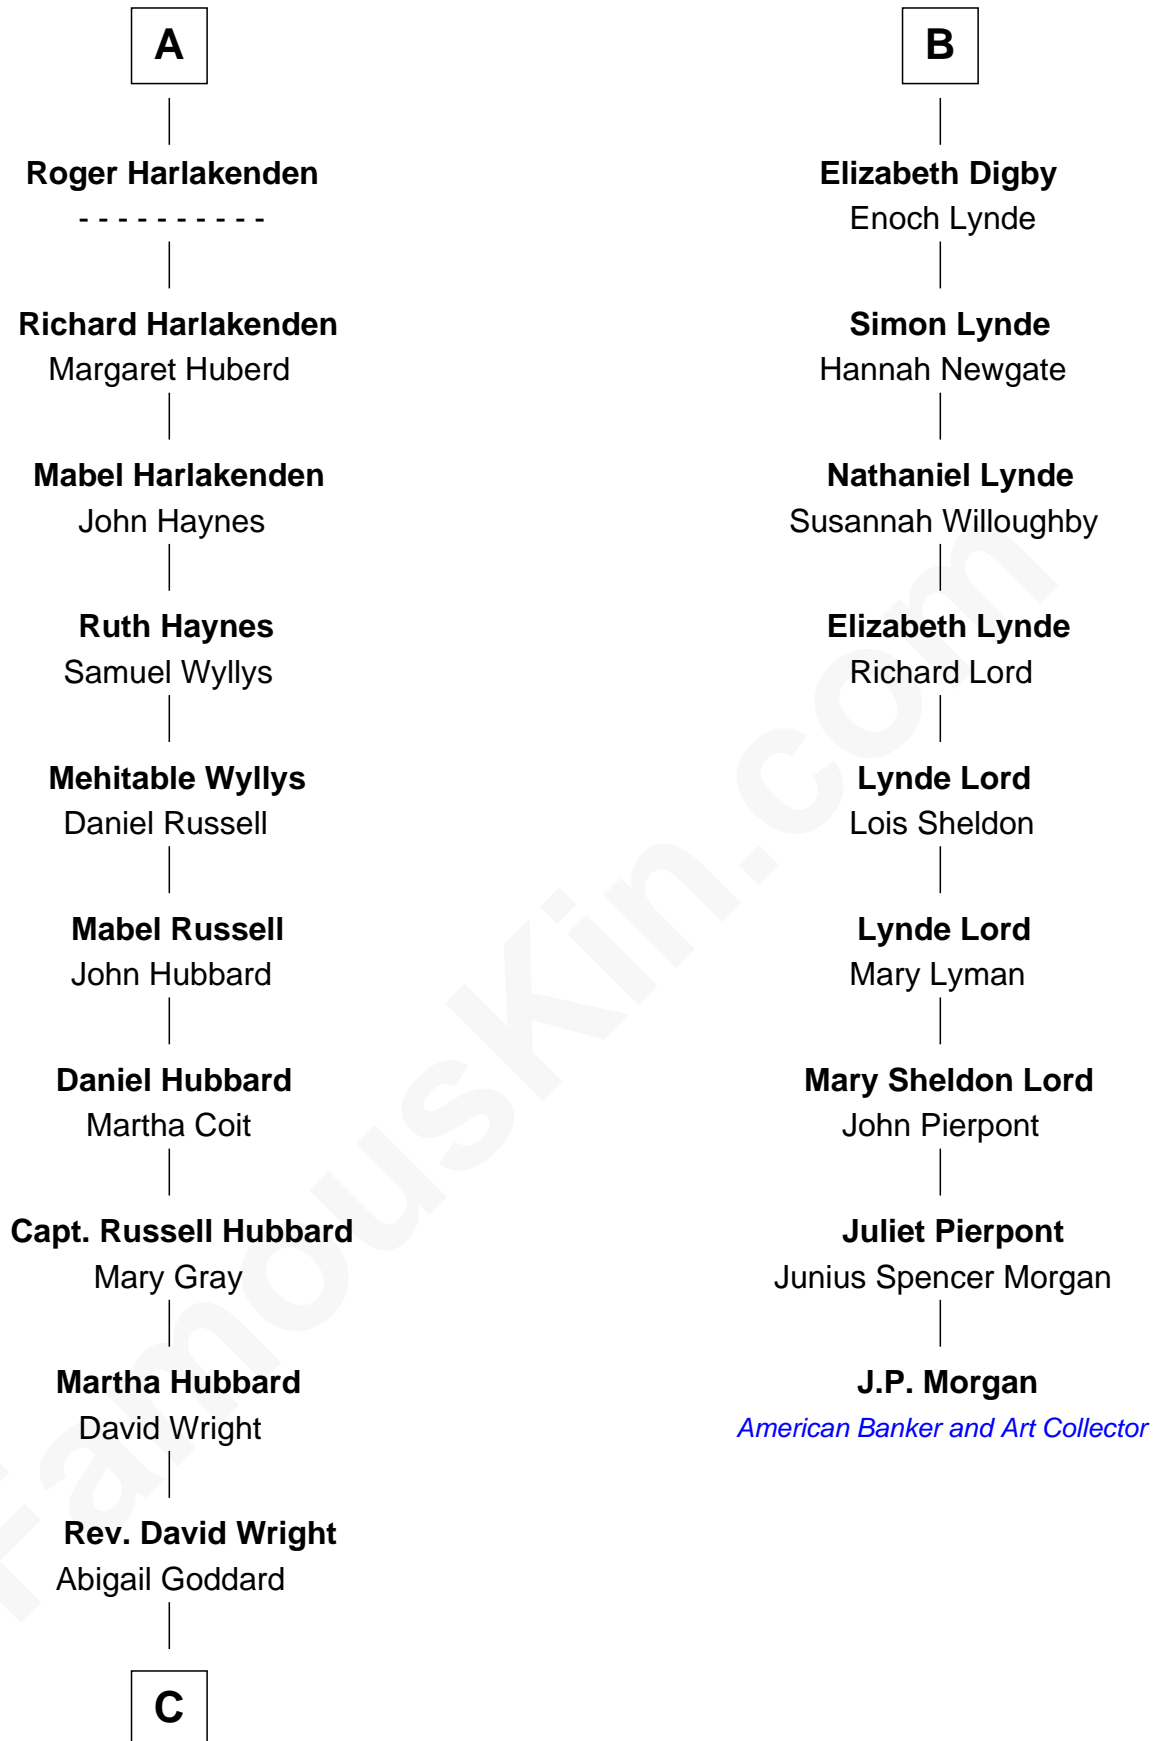 A
Roger Harlakenden
- - - - - - - - - -
Richard Harlakenden
Margaret Huberd
Mabel Harlakenden
John Haynes
Ruth Haynes
Samuel Wyllys
Mehitable Wyllys
Daniel Russell
Mabel Russell
John Hubbard
Daniel Hubbard
Martha Coit
Capt. Russell Hubbard
Mary Gray
Martha Hubbard
David Wright
Rev. David Wright
Abigail Goddard
C
B
Elizabeth Digby
Enoch Lynde
Simon Lynde
Hannah Newgate
Nathaniel Lynde
Susannah Willoughby
Elizabeth Lynde
Richard Lord
Lynde Lord
Lois Sheldon
Lynde Lord
Mary Lyman
Mary Sheldon Lord
John Pierpont
Juliet Pierpont
Junius Spencer Morgan
J.P. Morgan
American Banker and Art Collector
FamousKin.com